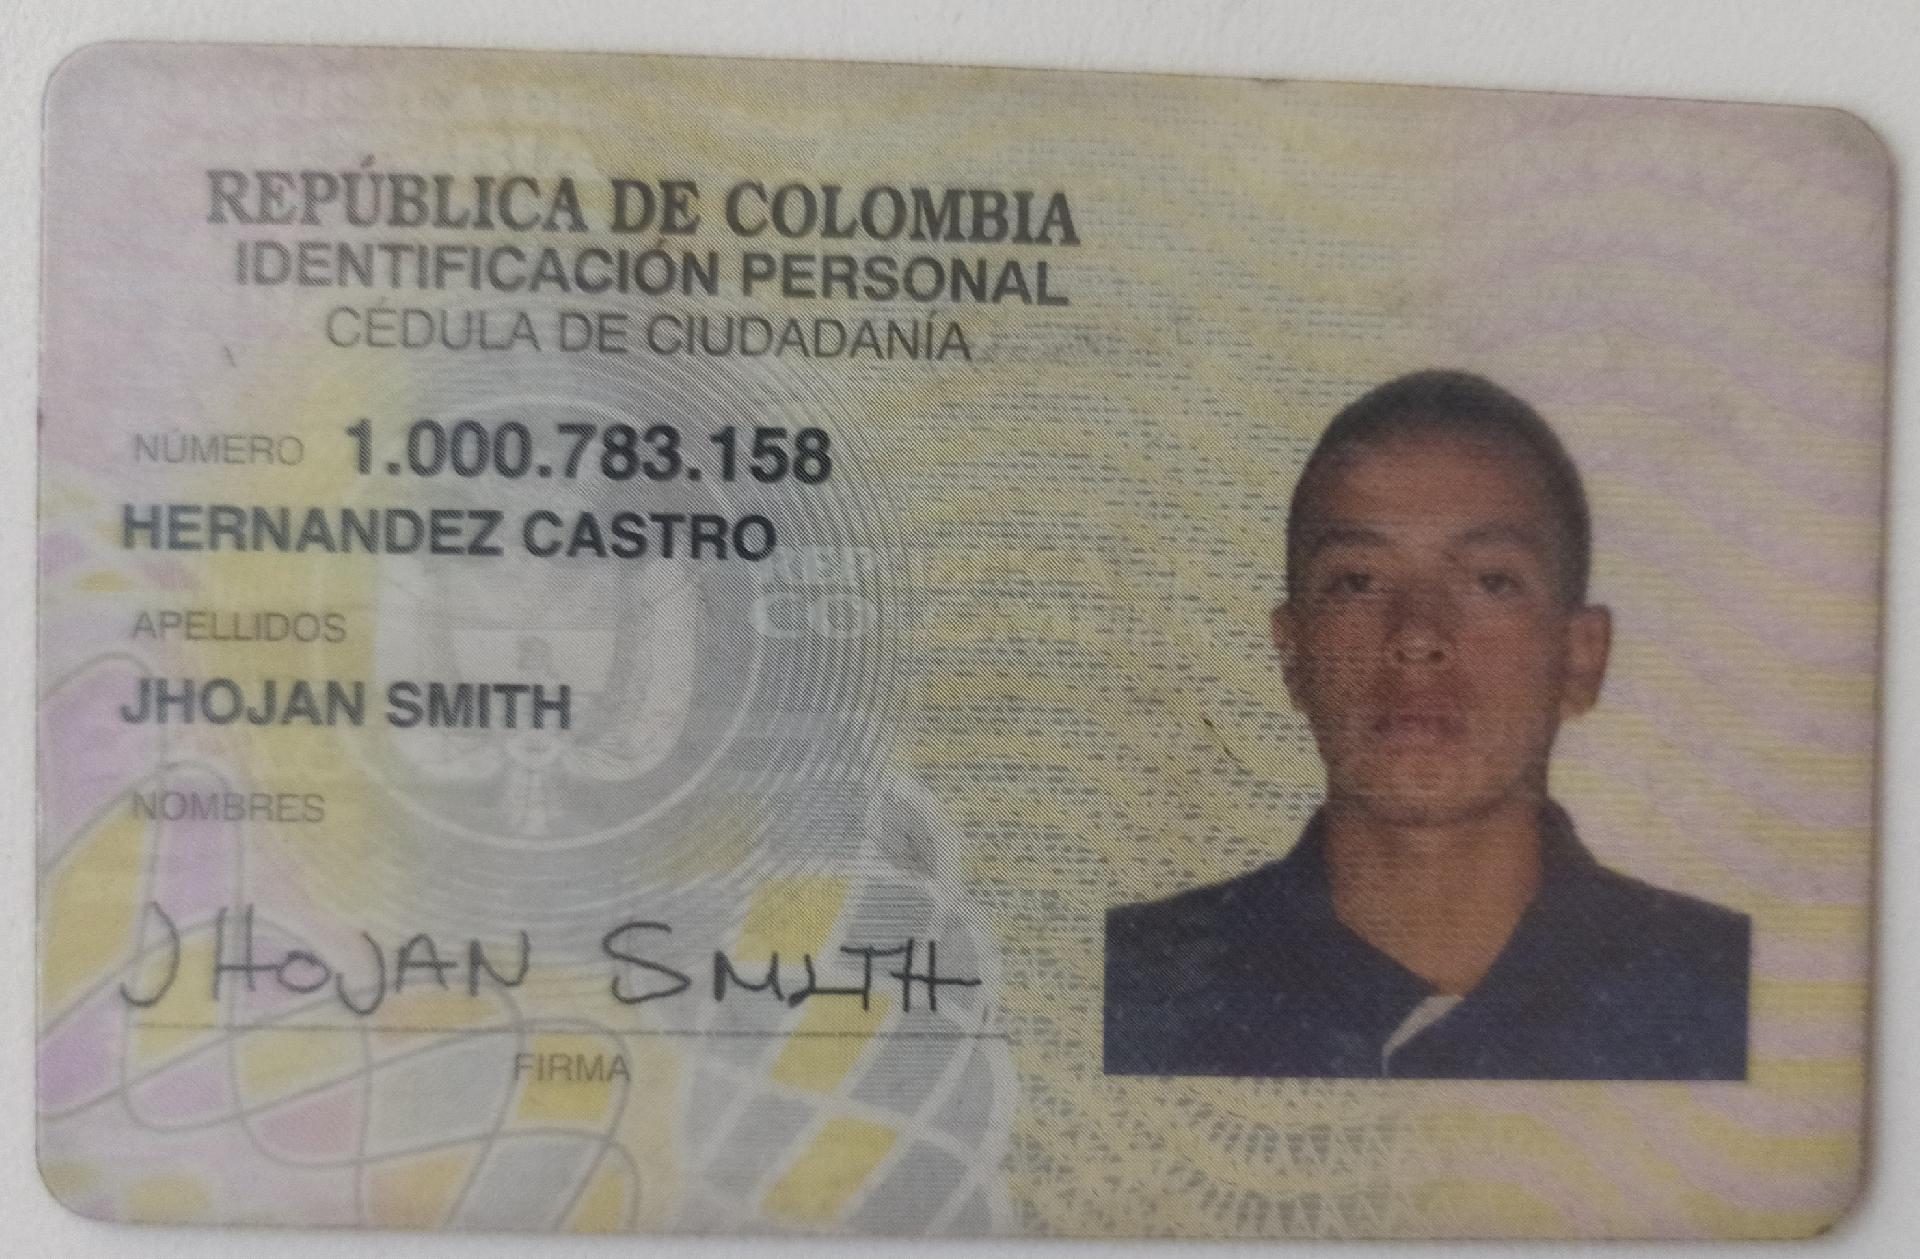 REPÚBLICA DE COLOMBIA
IDENTIFICACIÓN PERSONAL
CÉDULA DE CIUDADANÍA
NÚMERO 1.000.783.158
HERNANDEZ CASTRO
APELLIDOS
JHOJAN SMITH
NOMBRES
JHOJAN SMITH
FIRMA